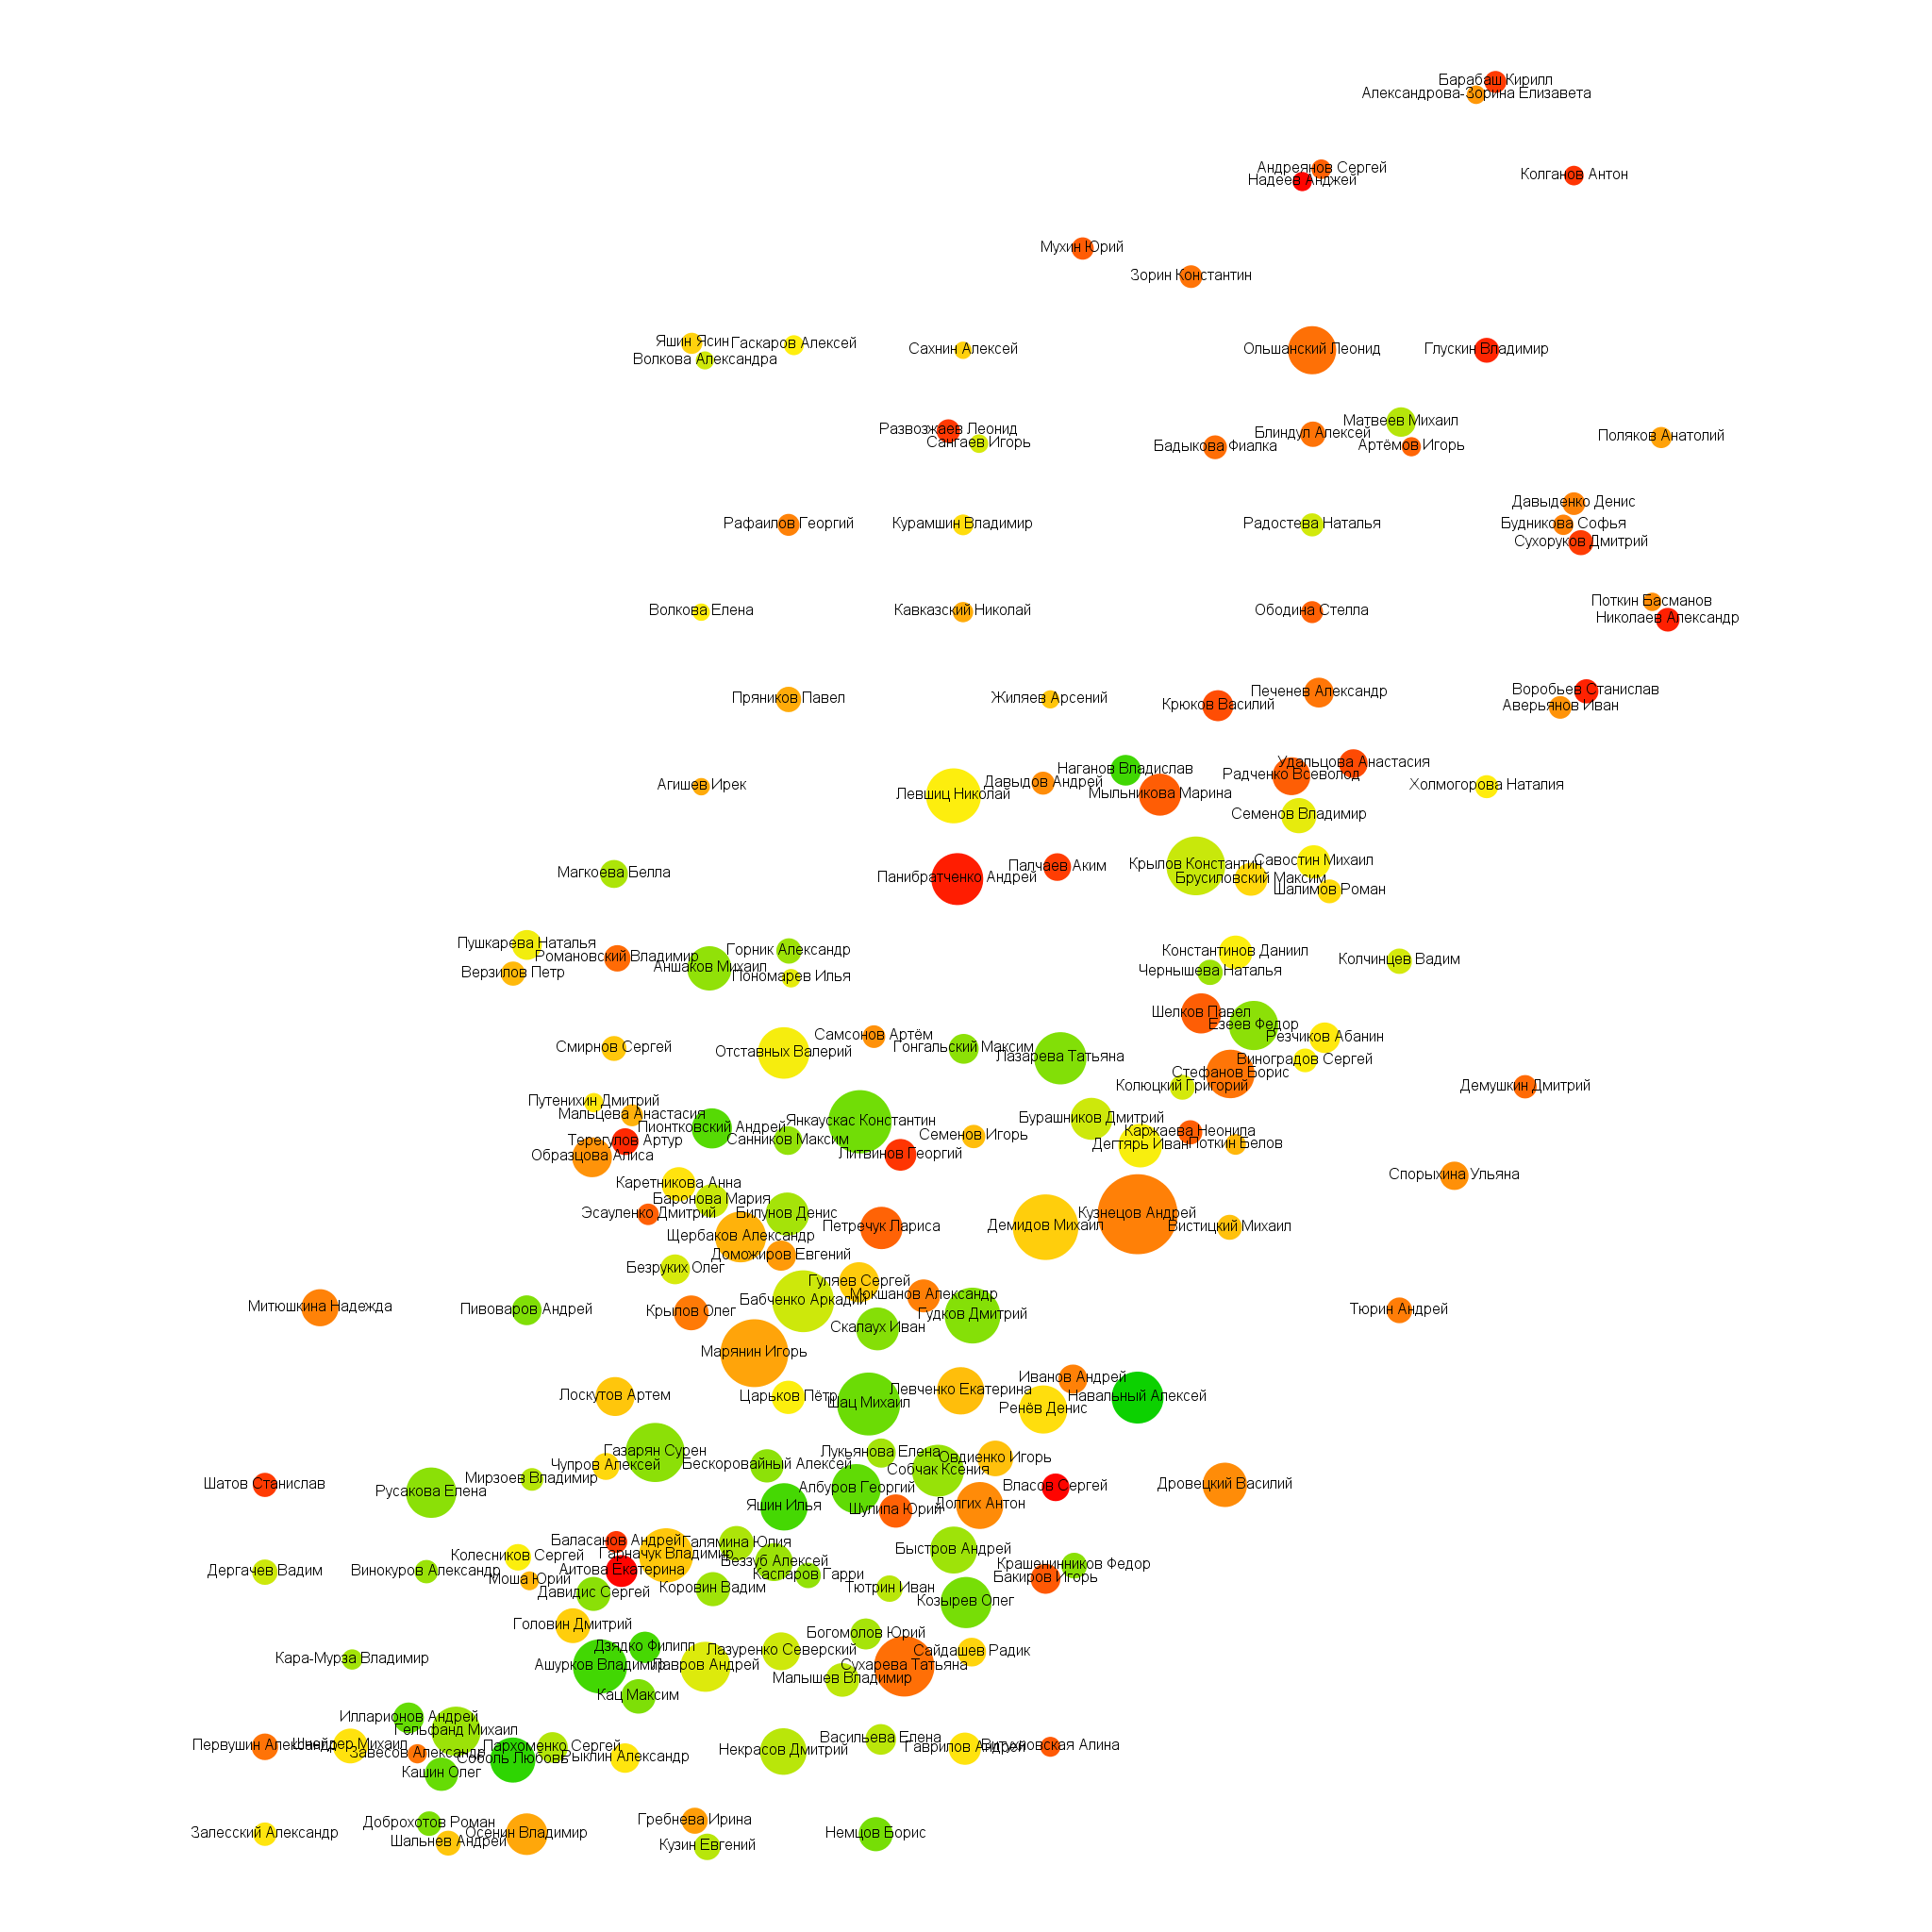 Барабаш Кирилл
Александрова-Зорина Елизавета
Андреянов Сергей
Надеев Анджей
Колганов Антон
Мухин Юрий
Зорин Константин
Яшин Ясин
Гаскаров Алексей
Волкова Александра
Сахнин Алексей
Ольшанский Леонид
Глускин Владимир
Развозжаев Леонид
Сангаев Игорь
Матвеев Михаил
Блиндул Алексей
Бадыкова Фиалка
Артёмов Игорь
Поляков Анатолий
Давыденко Денис
Рафаилов Георгий
Курамшин Владимир
Радостева Наталья
Будникова Софья
Сухоруков Дмитрий
Волкова Елена
Кавказский Николай
Ободина Стелла
Поткин Басманов
Николаев Александр
Пряников Павел
Жиляев Арсений
Крюков Василий
Печенев Александр
Воробьев Станислав
Аверьянов Иван
Агишев Ирек
Левшиц Николай
Давыдов Андрей
Наганов Владислав
Мыльникова Марина
Удальцова Анастасия
Радченко Всеволод
Холмогорова Наталия
Семенов Владимир
Магкоева Белла
Панибратченко Андрей
Палчаев Аким
Крылов Константин
Савостин Михаил
Брусиловский Максим
Шалимов Роман
Пушкарева Наталья
Романовский Владимир
Верзилов Петр
Горник Александр
Аншаков Михаил
Пономарев Илья
Константинов Даниил
Чернышева Наталья
Колчинцев Вадим
Шелков Павел
Езеев Федор
Резчиков Абанин
Смирнов Сергей
Отставных Валерий
Самсонов Артём
Гонгальский Максим
Лазарева Татьяна
Виноградов Сергей
Стефанов Борис
Колюцкий Григорий
Демушкин Дмитрий
Путенихин Дмитрий
Мальцева Анастасия
Пионтковский Андрей
Терегулов Артур
Образцова Алиса
Санников Максим
Янкаускас Константин
Литвинов Георгий
Семенов Игорь
Бурашников Дмитрий
Каржаева Неонила
Дегтярь Иван
Поткин Белов
Спорыхина Ульяна
Каретникова Анна
Баронова Мария
Эсауленко Дмитрий
Билунов Денис
Щербаков Александр
Доможиров Евгений
Петречук Лариса
Демидов Михаил
Кузнецов Андрей
Вистицкий Михаил
Безруких Олег
Гуляев Сергей
Бабченко Аркадий
Мокшанов Александр
Гудков Дмитрий
Митюшкина Надежда
Пивоваров Андрей
Крылов Олег
Скалаух Иван
Тюрин Андрей
Марянин Игорь
Лоскутов Артем
Царьков Пётр
Шац Михаил
Левченко Екатерина
Иванов Андрей
Ренёв Денис
Навальный Алексей
Газарян Сурен
Чупров Алексей
Бескоровайный Алексей
Лукьянова Елена
Собчак Ксения
Овдиенко Игорь
Шатов Станислав
Русакова Елена
Мирзоев Владимир
Яшин Илья
Албуров Георгий
Шулипа Юрий
Долгих Антон
Власов Сергей
Дровецкий Василий
Баласанов Андрей
Гарначук Владимир
Галямина Юлия
Колесников Сергей
Аитова Екатерина
Беззуб Алексей
Каспаров Гарри
Быстров Андрей
Крашенинников Федор
Бакиров Игорь
Дергачев Вадим
Винокуров Александр
Моша Юрий
Давидис Сергей
Коровин Вадим
Тютрин Иван
Козырев Олег
Головин Дмитрий
Дзядко Филипп
Ашурков Владимир
Лавров Андрей
Лазуренко Северский
Богомолов Юрий
Малышев Владимир
Сухарева Татьяна
Сайдашев Радик
Кара-Мурза Владимир
Кац Максим
Илларионов Андрей
Гельфанд Михаил
Первушин Александр
Шнейдер Михаил
Завесов Александр
Пархоменко Сергей
Соболь Любовь
Рыклин Александр
Кашин Олег
Некрасов Дмитрий
Васильева Елена
Гаврилов Андрей
Витухновская Алина
Залесский Александр
Доброхотов Роман
Шальнев Андрей
Осенин Владимир
Гребнева Ирина
Кузин Евгений
Немцов Борис